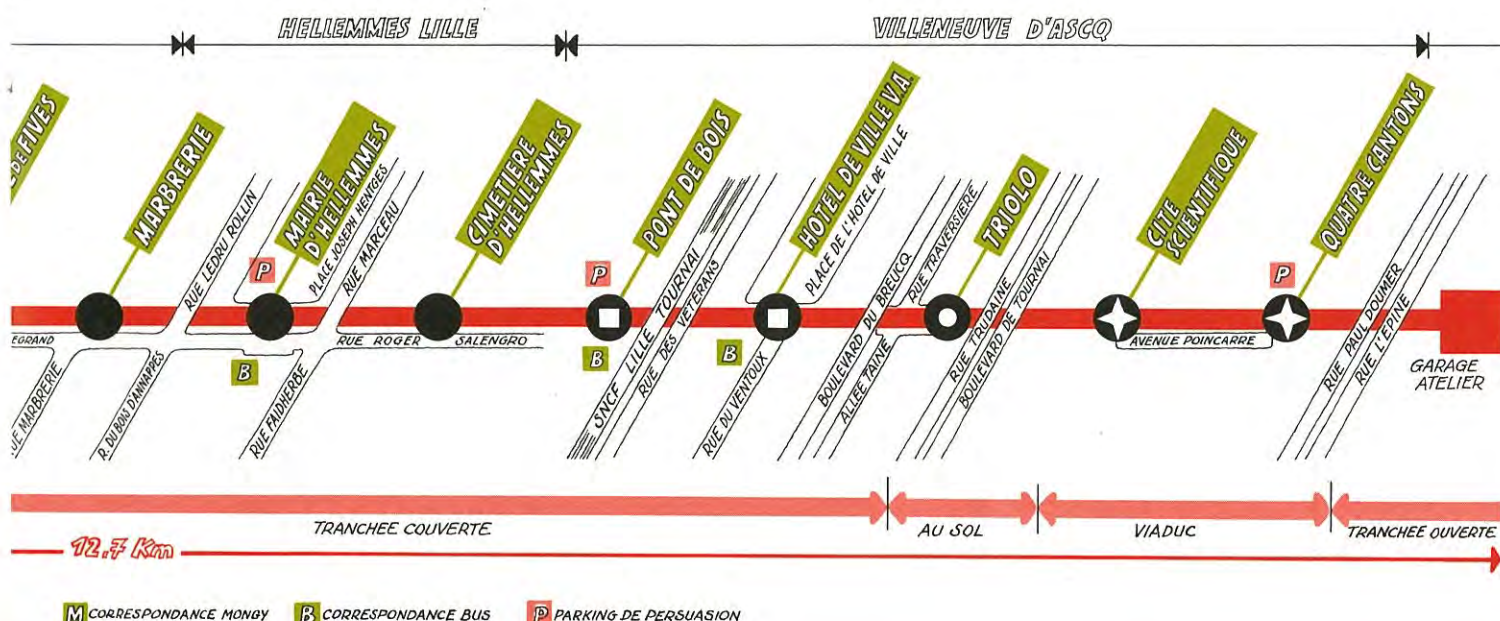 HELLEMMES LILLE
VILLENEUVE D'ASCQ
DE FIVES
MARBRERIE
MAIRIE
D'HELLEMMES
CIMETIERE
D'HELLEMMES
PONT DE BOIS
HOTEL DE VILLE V.A.
TRIOLO
CITE
SCIENTIFIQUE
QUATRE CANTONS
RUE LEDRU ROLLIN
PLACE JOSEPH HENTGES
RUE MARCEAU
PLACE DE L'HOTEL DE VILLE
RUE TRAVERSIERE
P
P
P
EGRAND
RUE ROGER SALENGRO
B
B
B
UE MARBRERIE
R. DU BOIS D'ANNAPPES
RUE FAIDHERBE
SNCF LILLE TOURNAI
RUE DES VETERANS
RUE DU VENTOUX
BOULEVARD DU BREUCQ
ALLEE TAINE
RUE TRUDAINE
BOULEVARD DE TOURNAI
AVENUE POINCARRE
RUE PAUL DOUMER
RUE L'EPINE
GARAGE
ATELIER
TRANCHEE COUVERTE
AU SOL
VIADUC
TRANCHEE OUVERTE
12,7 Km
M CORRESPONDANCE MONGY
B CORRESPONDANCE BUS
P PARKING DE PERSUASION